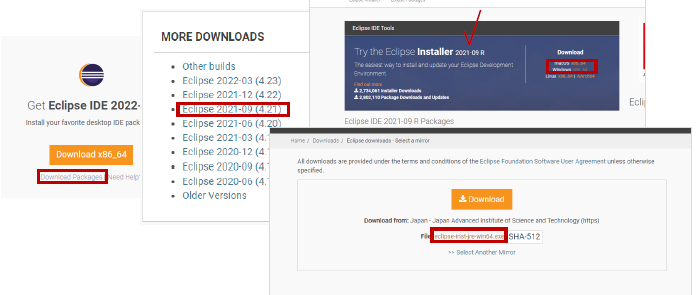 Get Eclipse IDE 2022-
Install your favorite desktop IDE pack
Download x86_64
Download Packages | Need Help?
MORE DOWNLOADS
Other builds
Eclipse 2022-03 (4.23)
Eclipse 2021-12 (4.22)
Eclipse 2021-09 (4.21)
Eclipse 2021-06 (4.20)
Eclipse 2021-03 (4.1
Eclipse 2020-12 (4.1
Eclipse 2020-09 (4.1
Eclipse 2020-06 (4.1
Older Versions
Eclipse IDE Tools
Try the Eclipse Installer 2021-09 R
The easiest way to install and update your Eclipse Development
Environment.
Find out more
2,734,061 Installer Downloads
2,802,110 Package Downloads and Updates
Download
macOS x86_64
Windows x86_64
Linux x86_64 | AArch64
Eclipse IDE 2021-09 R Packages
Home / Downloads / Eclipse downloads - Select a mirror
All downloads are provided under the terms and conditions of the Eclipse Foundation Software User Agreement unless otherwise
specified.
Download
Download from: Japan - Japan Advanced Institute of Science and Technology (https)
File: eclipse-inst-jre-win64.exe SHA-512
>> Select Another Mirror